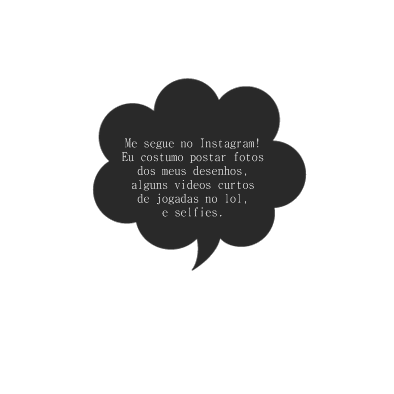 Me segue no Instagram!
Eu costumo postar fotos
dos meus desenhos,
alguns videos curtos
de jogadas no lol,
e selfies.